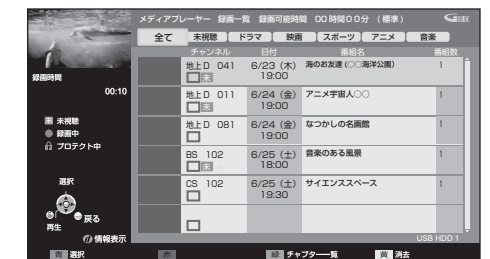 メディアプレーヤー 録画一覧 録画可能時間 00時間00分 (標準) GGUIDE
全て 未視聴 ドラマ 映画 スポーツ アニメ 音楽
チャンネル 日付 番組名 番組数
地上D 041 6/23 (木) 海のお友達 (○○海洋公園) 1
未 19:00
録画時間
00:10
地上D 011 6/24 (金) アニメ宇宙人○○ 1
未 19:00
未視聴
録画中
プロテクト中
地上D 081 6/24 (金) なつかしの名画館 1
19:00
BS 102 6/25 (土) 音楽のある風景 1
未 18:00
選択
CS 102 6/25 (土) サイエンススペース 1
19:30
戻る
再生
情報表示
USB HDD 1
青 選択 赤 緑 チャプター一覧 黄 消去